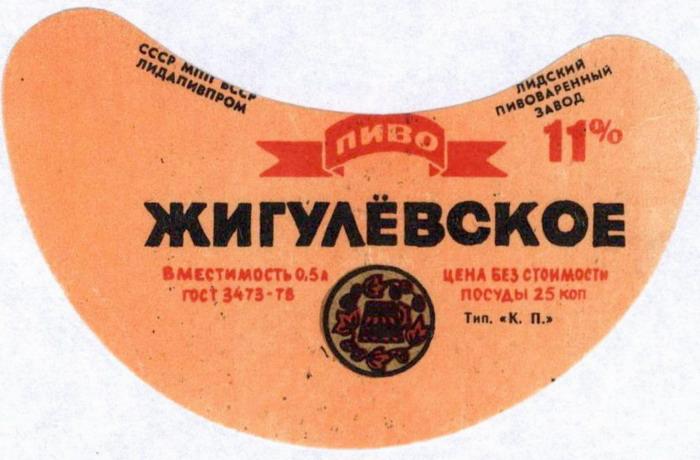 СССР МПП БССР
ЛИДАПИВПРОМ
ЛИДСКИЙ
ПИВОВАРЕННЫЙ
ЗАВОД
ПИВО
11%
ЖИГУЛЁВСКОЕ
ВМЕСТИМОСТЬ 0,5 л
ГОСТ 3473-78
ЦЕНА БЕЗ СТОИМОСТИ
ПОСУДЫ 25 КОП
Тип. «К. П.»